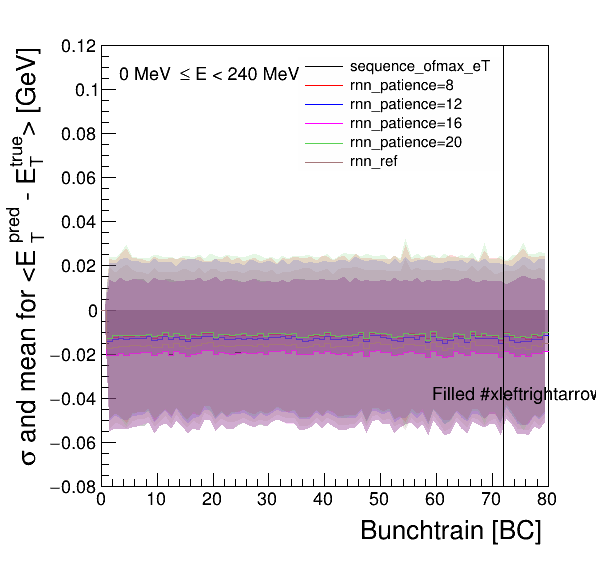 σ and mean for <E_T^pred - E_T^true> [GeV]
0.12
0.1
0.08
0.06
0.04
0.02
0
−0.02
−0.04
−0.06
−0.08
0 MeV ≤ E < 240 MeV
sequence_ofmax_eT
rnn_patience=8
rnn_patience=12
rnn_patience=16
rnn_patience=20
rnn_ref
Filled #xleftrightarrow
0 10 20 30 40 50 60 70 80
Bunchtrain [BC]